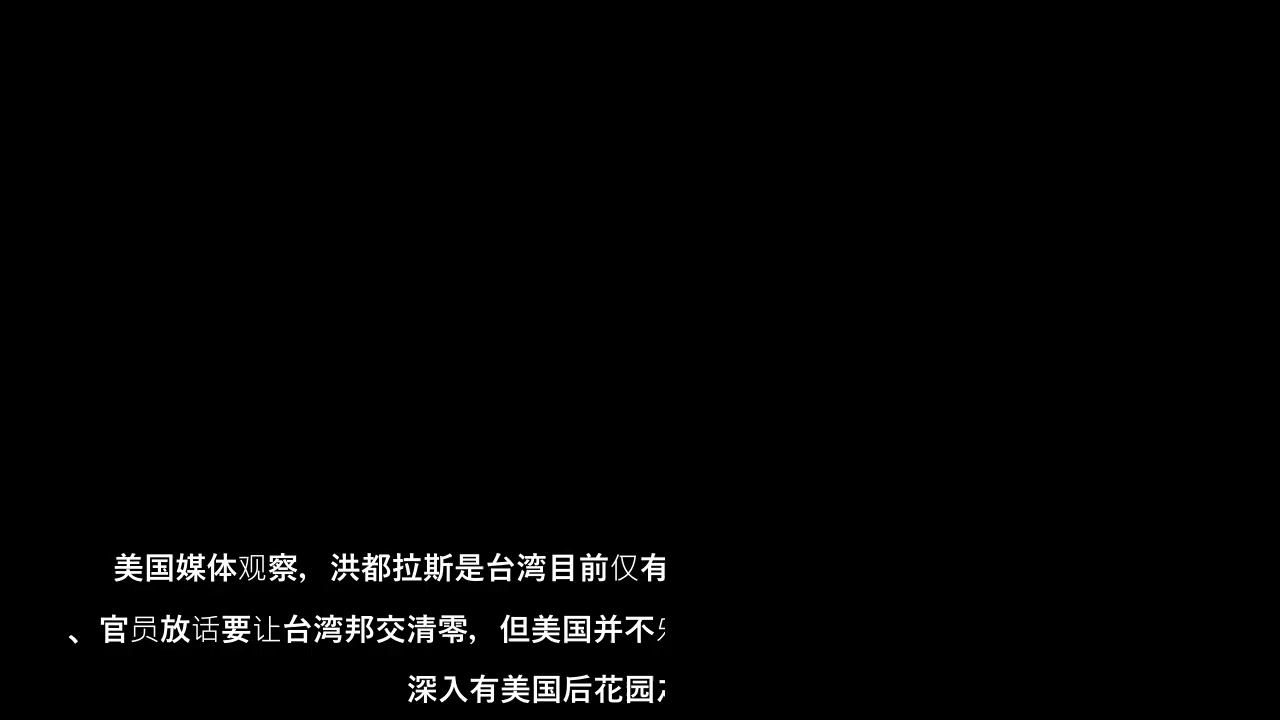 美国媒体观察，洪都拉斯是台湾目前仅有
、官员放话要让台湾邦交清零，但美国并不
深入有美国后花园